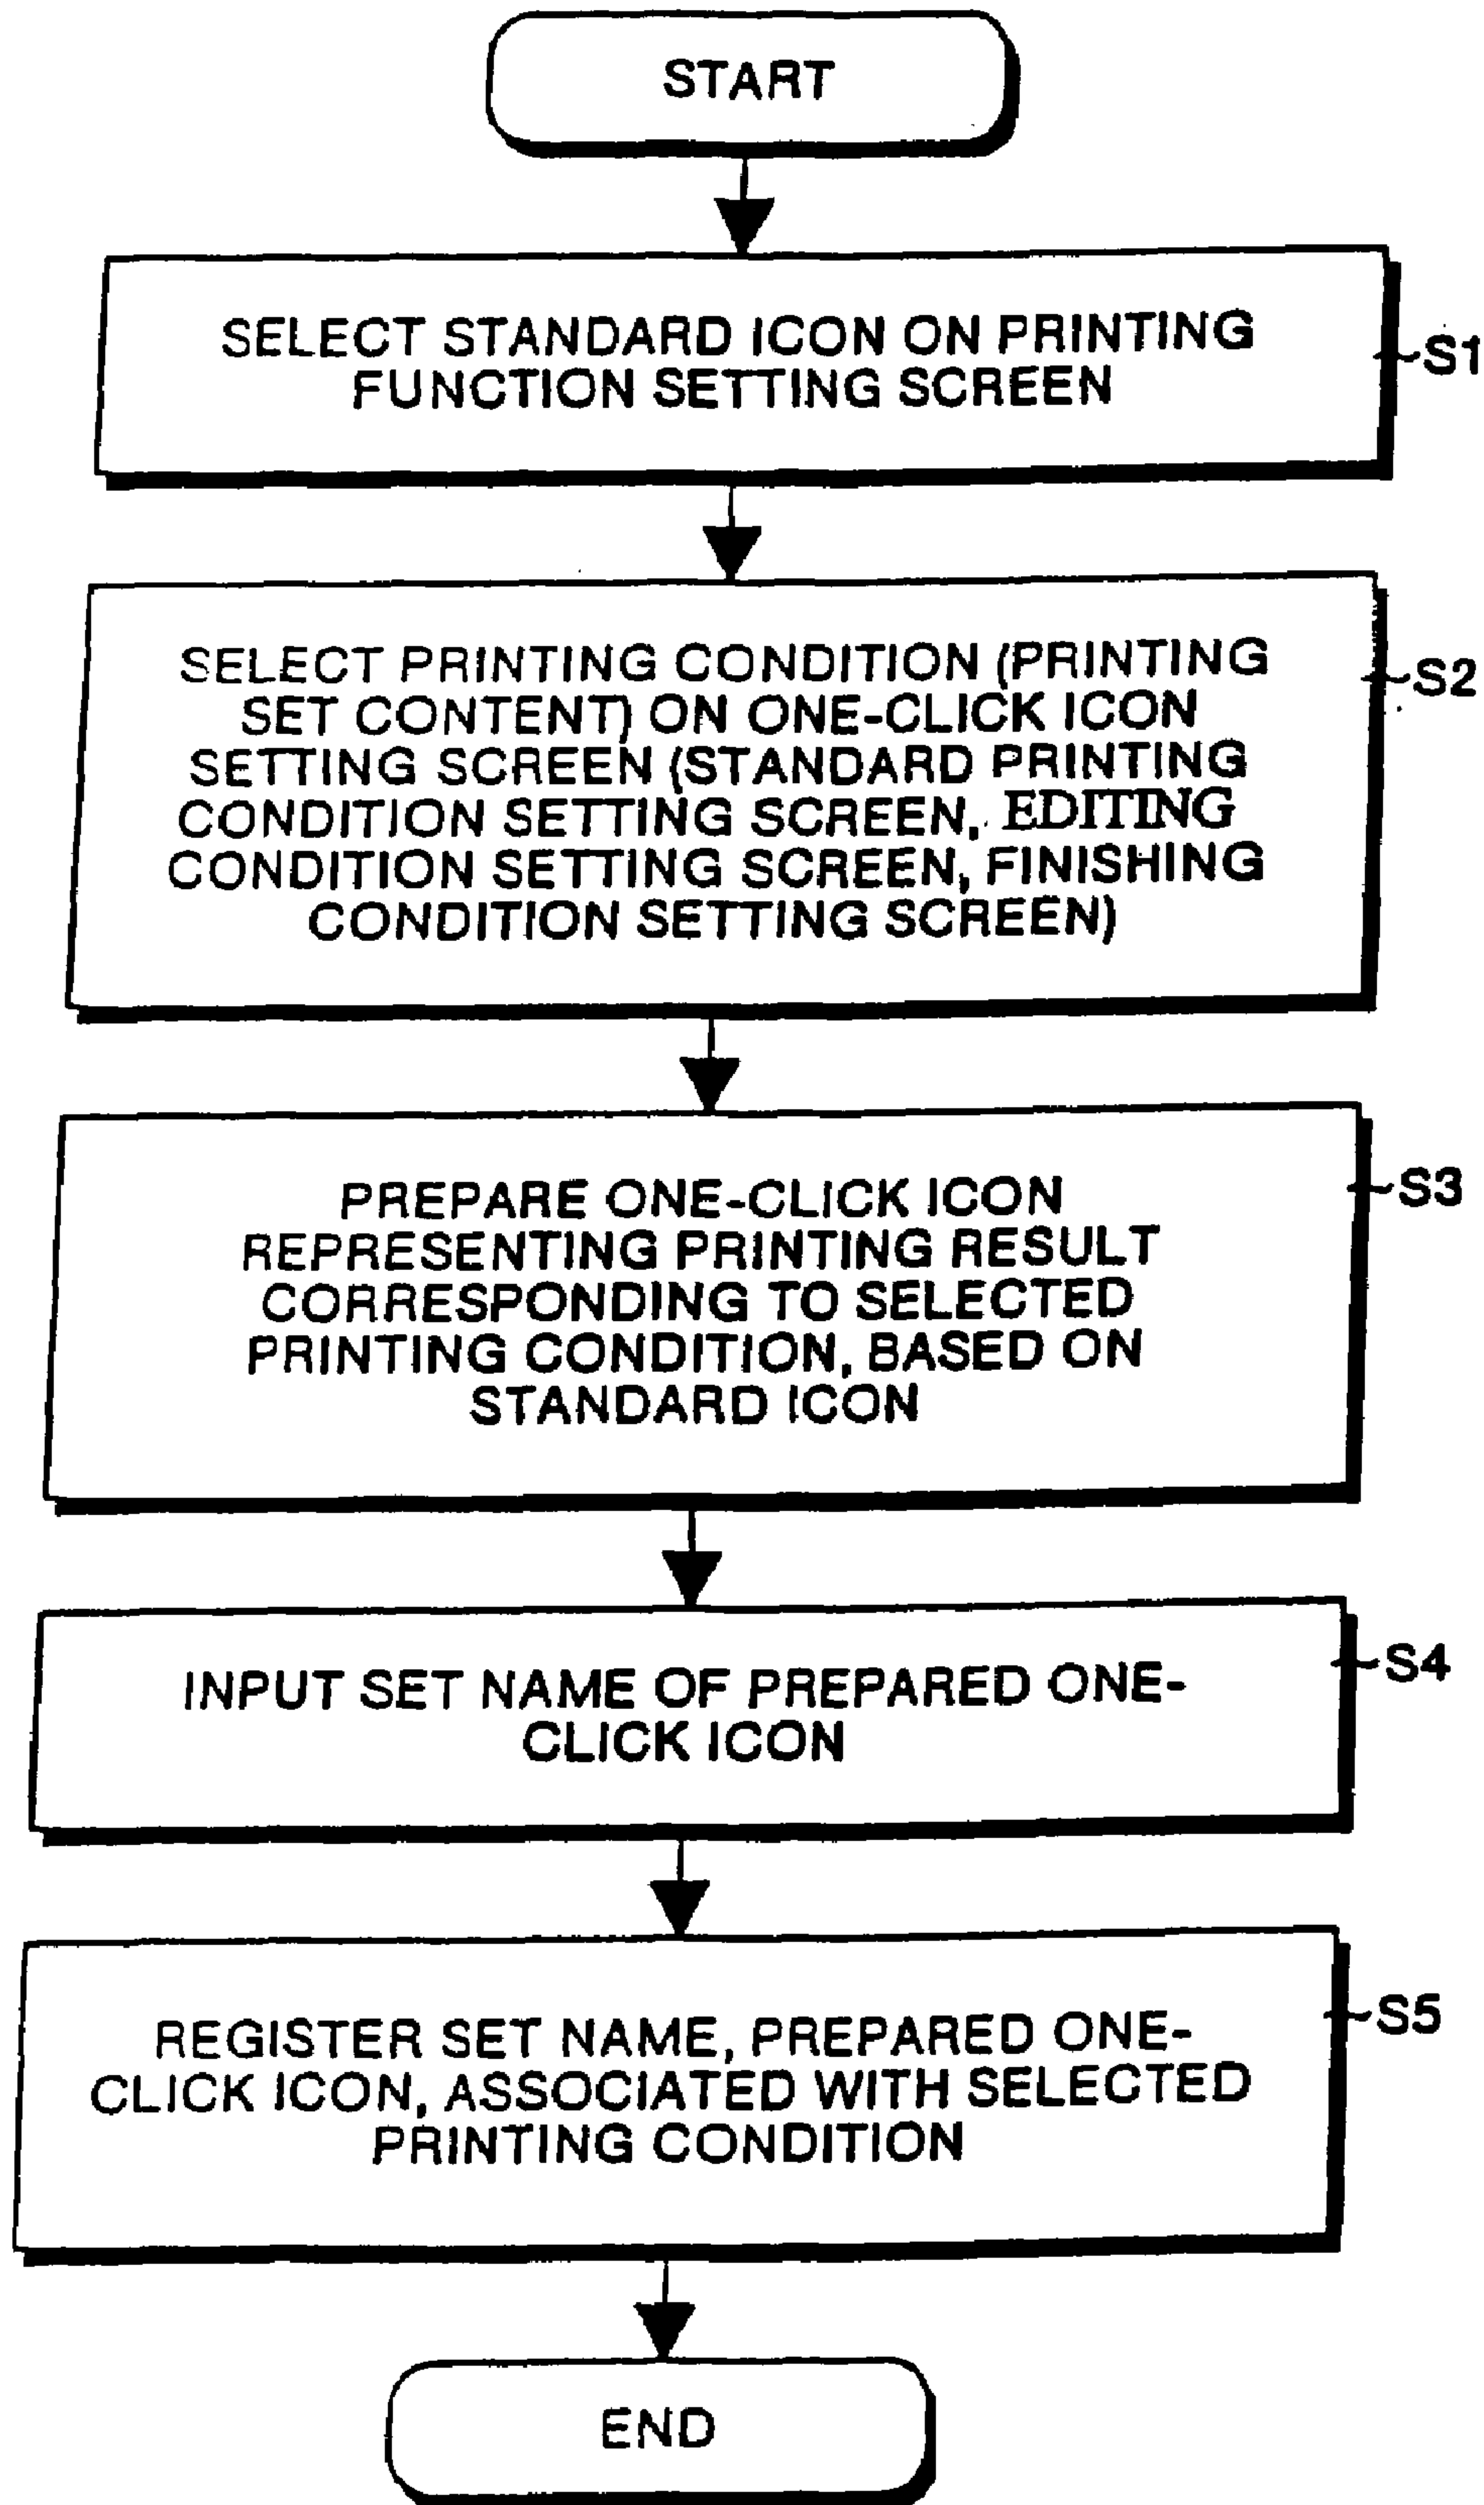 START
SELECT STANDARD ICON ON PRINTING
FUNCTION SETTING SCREEN
S1
SELECT PRINTING CONDITION (PRINTING
SET CONTENT) ON ONE-CLICK ICON
SETTING SCREEN (STANDARD PRINTING
CONDITION SETTING SCREEN, EDITING
CONDITION SETTING SCREEN, FINISHING
CONDITION SETTING SCREEN)
S2
PREPARE ONE-CLICK ICON
REPRESENTING PRINTING RESULT
CORRESPONDING TO SELECTED
PRINTING CONDITION, BASED ON
STANDARD ICON
S3
INPUT SET NAME OF PREPARED ONE-
CLICK ICON
S4
REGISTER SET NAME, PREPARED ONE-
CLICK ICON, ASSOCIATED WITH SELECTED
PRINTING CONDITION
S5
END